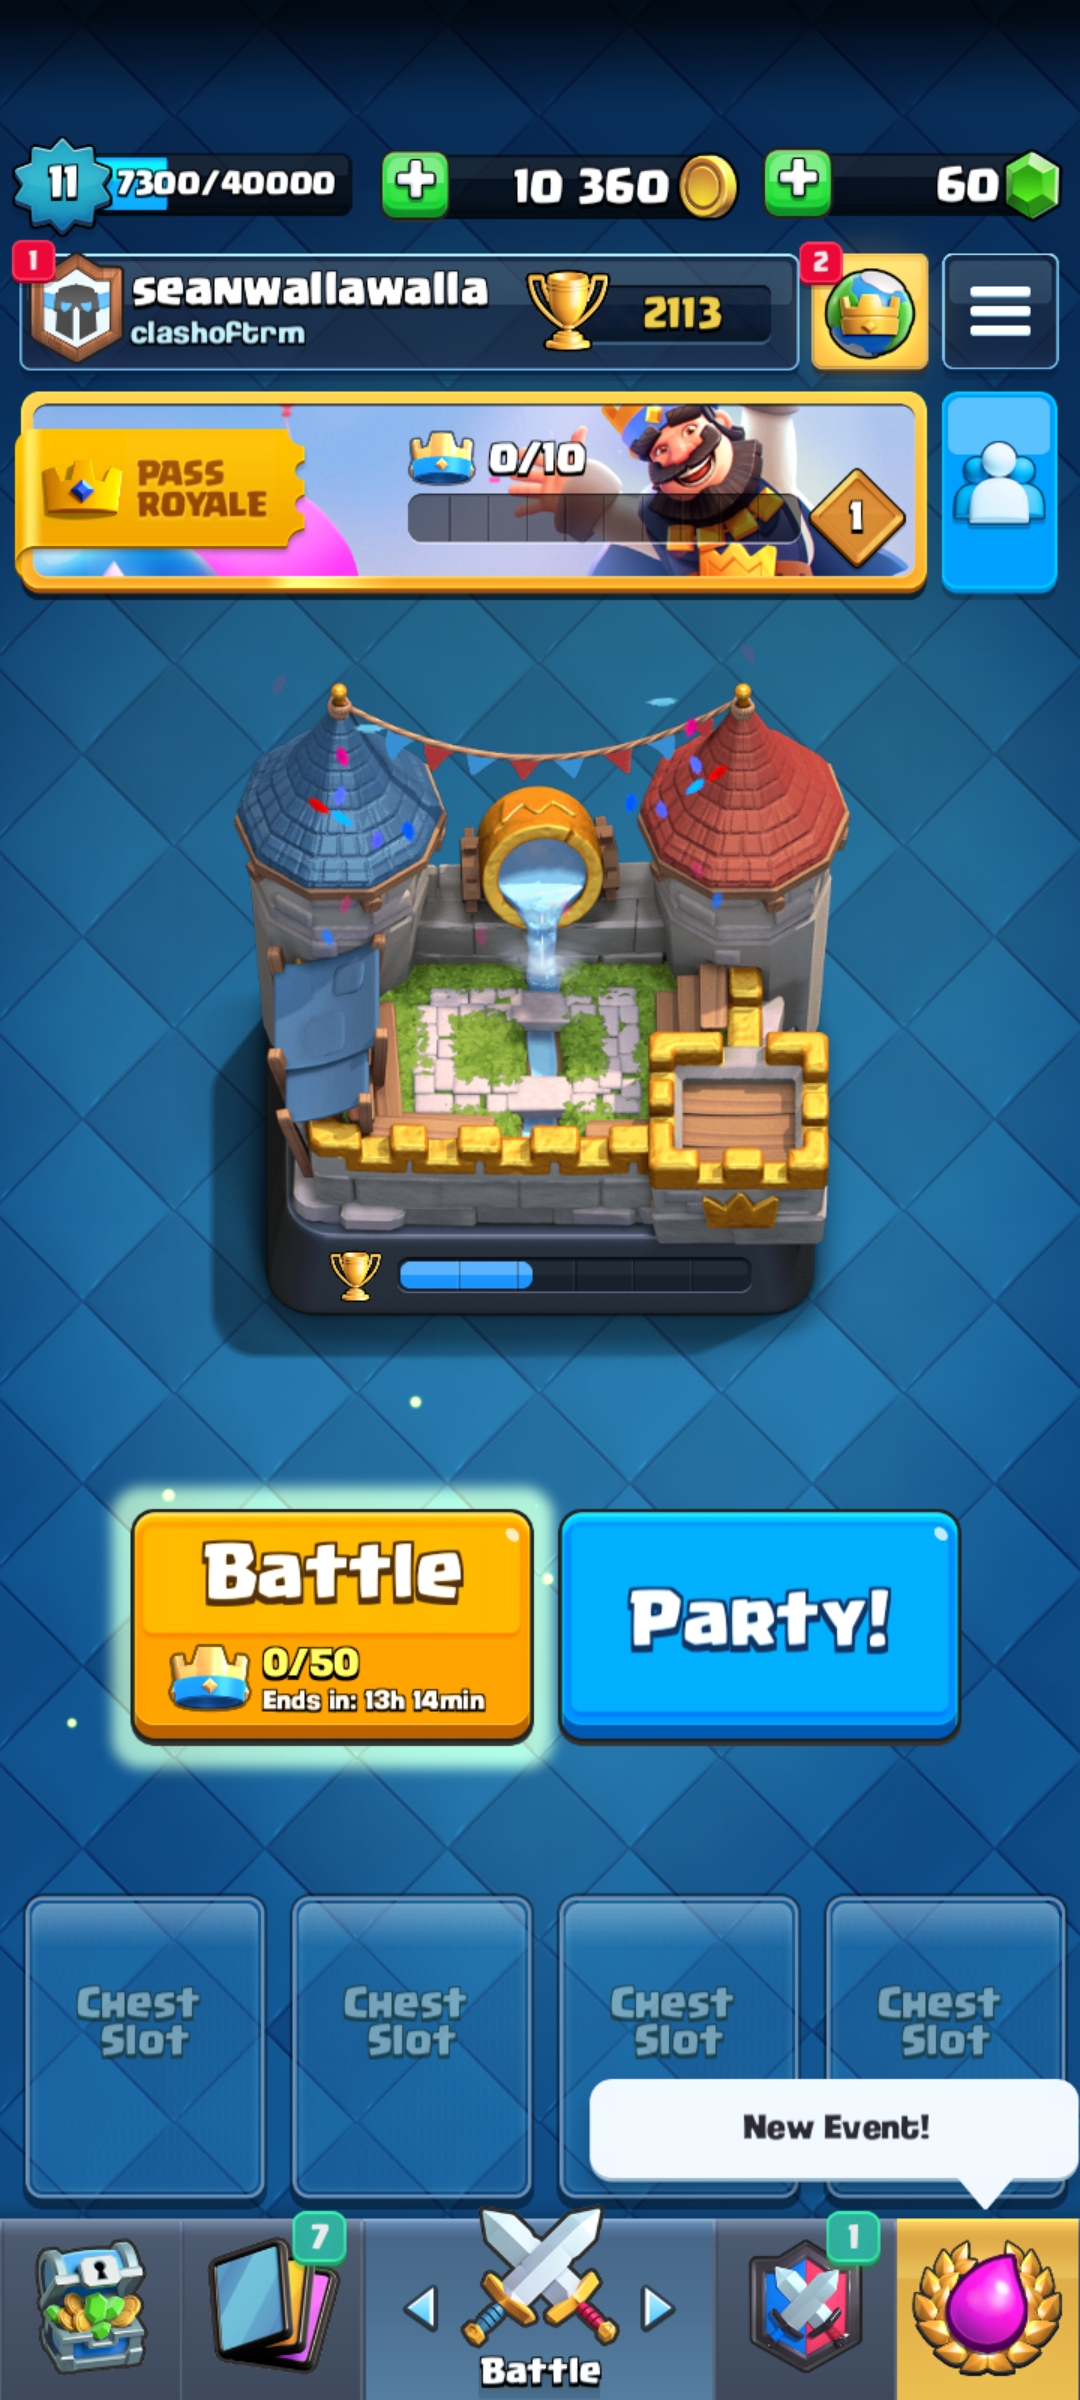 11
7300/40000
10 360
60
1
seanwallawalla
clashoftrm
2113
2
PASS
ROYALE
0/10
1
Battle
0/50
Ends in: 13h 14min
Party!
Chest
Slot
Chest
Slot
Chest
Slot
Chest
Slot
New Event!
7
1
Battle